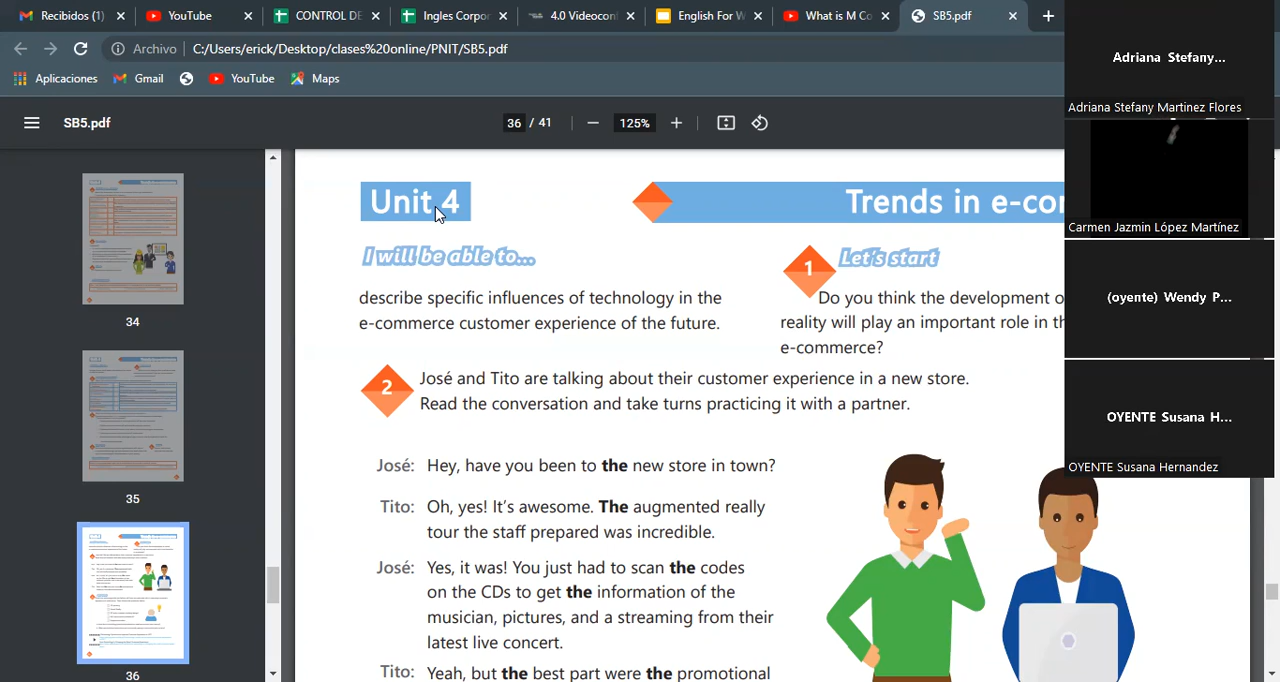 Recibidos (1)
YouTube
CONTROL DE
Ingles Corpor
4.0 Videoconf
English For W
What is M Co
SB5.pdf
Archivo
C:/Users/erick/Desktop/clases%20online/PNIT/SB5.pdf
Aplicaciones
Gmail
YouTube
Maps
SB5.pdf
36 / 41
125%
34
35
36
Unit 4
Trends in e-con
I will be able to...
describe specific influences of technology in the
e-commerce customer experience of the future.
1
Let's start
Do you think the development o
reality will play an important role in th
e-commerce?
2
José and Tito are talking about their customer experience in a new store.
Read the conversation and take turns practicing it with a partner.
José: Hey, have you been to the new store in town?
Tito: Oh, yes! It's awesome. The augmented really
tour the staff prepared was incredible.
José: Yes, it was! You just had to scan the codes
on the CDs to get the information of the
musician, pictures, and a streaming from their
latest live concert.
Tito: Yeah, but the best part were the promotional
Adriana Stefany...
Adriana Stefany Martinez Flores
Carmen Jazmin López Martínez
(oyente) Wendy P...
OYENTE Susana H...
OYENTE Susana Hernandez